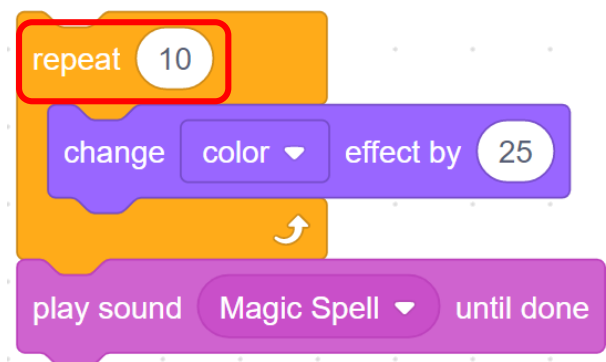 repeat 10
change color effect by 25
play sound Magic Spell until done